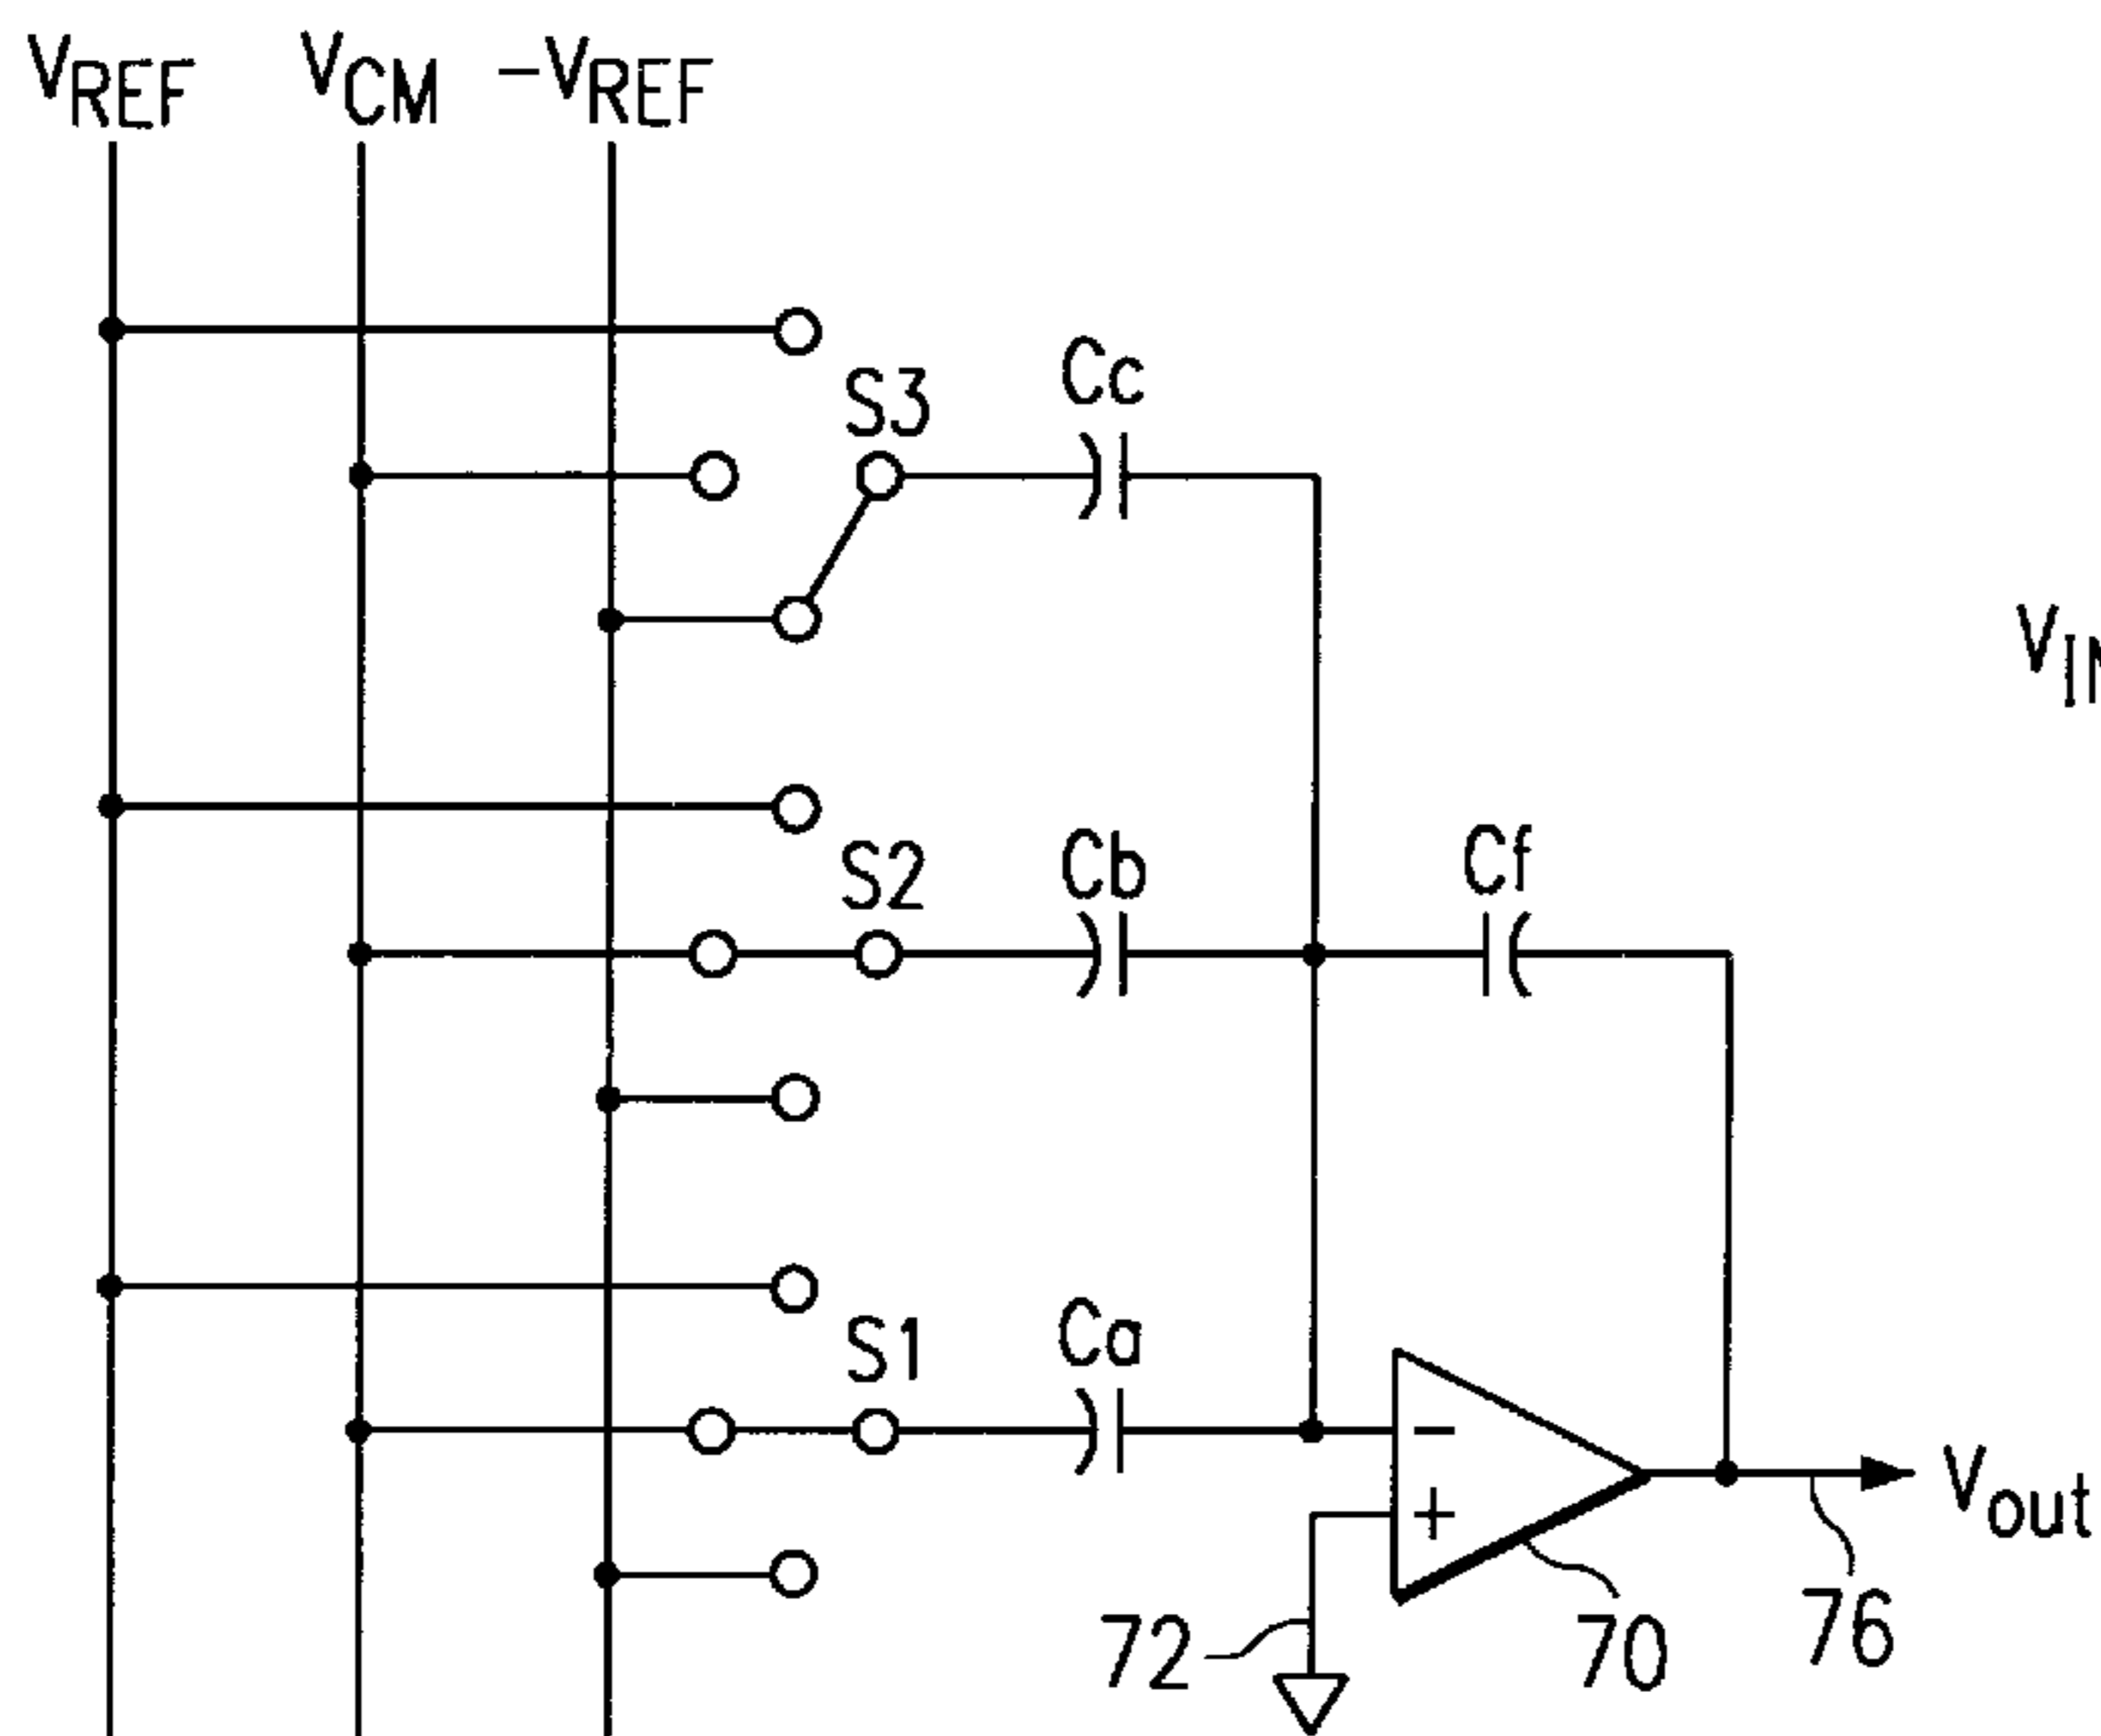 VREF VCM -VREF
S3 Cc
S2 Cb Cf
S1 Ca
-
+
Vout
72 70 76